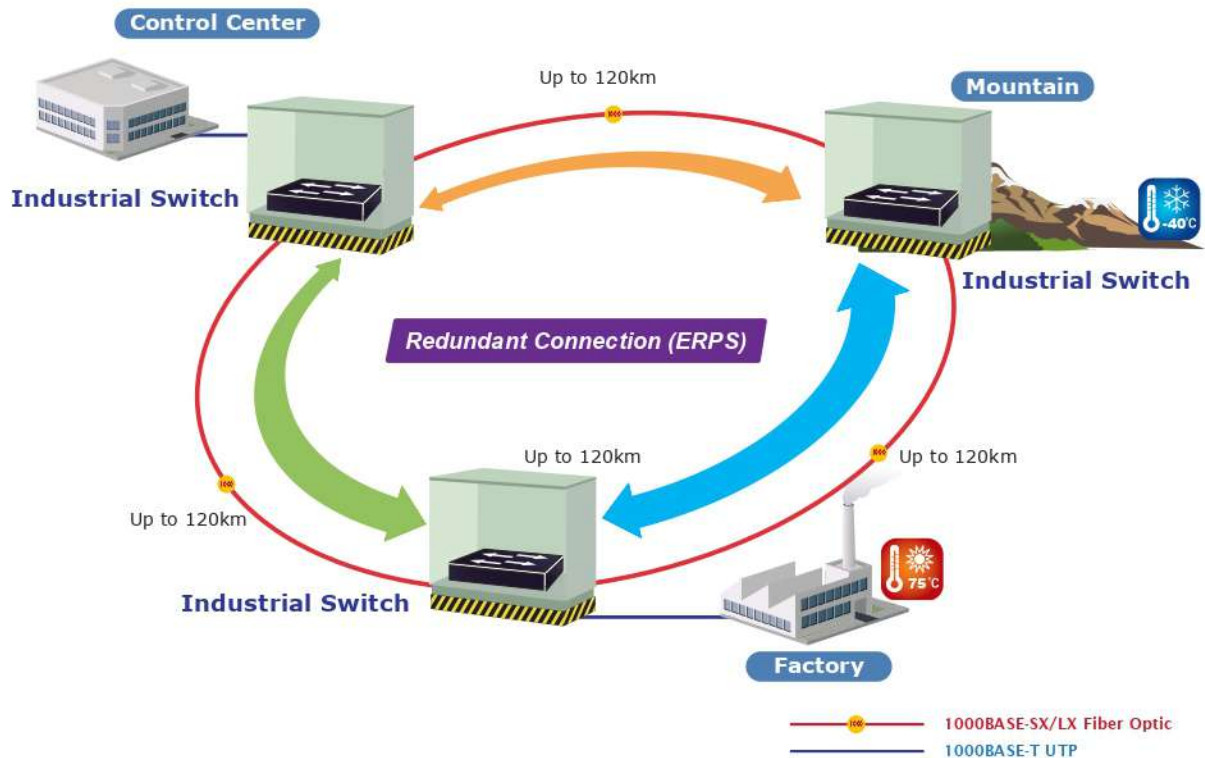 Control Center
Up to 120km
Mountain
Industrial Switch
-40°C
Industrial Switch
Redundant Connection (ERPS)
Up to 120km
Up to 120km
Up to 120km
75°C
Industrial Switch
Factory
1000BASE-SX/LX Fiber Optic
1000BASE-T UTP